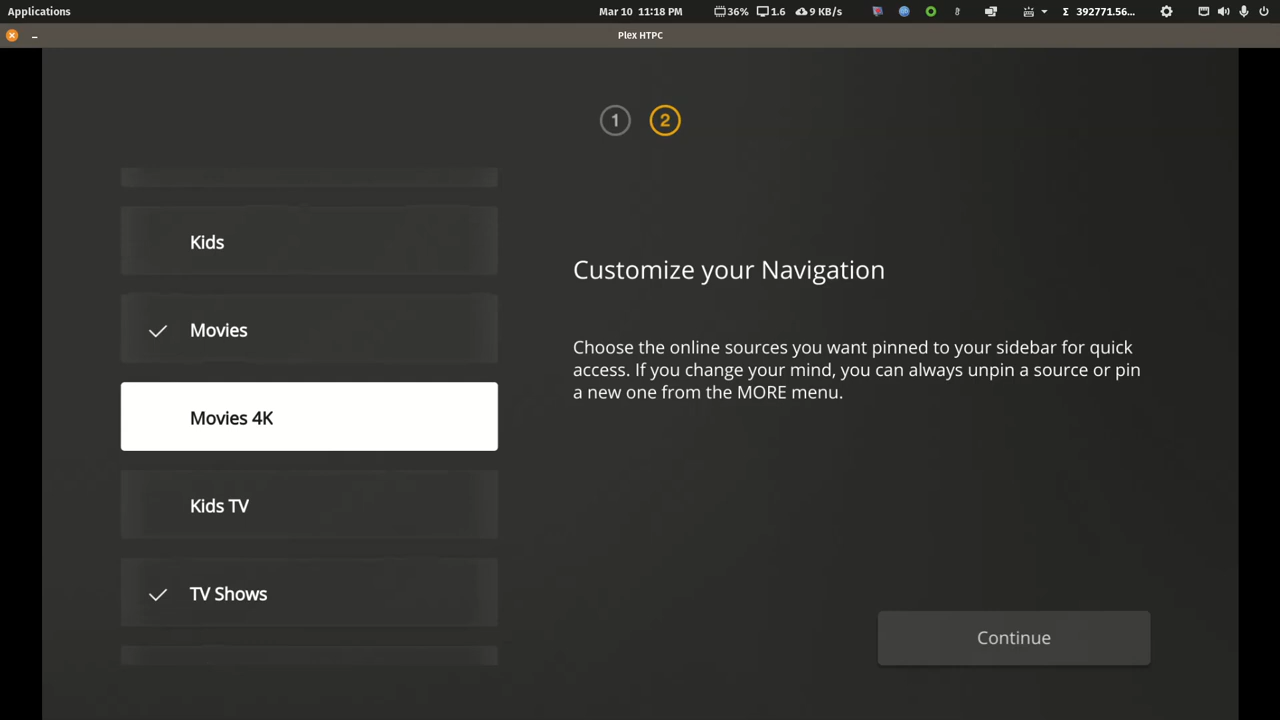 Applications
Mar 10 11:18 PM
36%
1.6
9 KB/s
Σ 392771.56...
Plex HTPC
1
2
Kids
Movies
Movies 4K
Kids TV
TV Shows
Customize your Navigation
Choose the online sources you want pinned to your sidebar for quick
access. If you change your mind, you can always unpin a source or pin
a new one from the MORE menu.
Continue